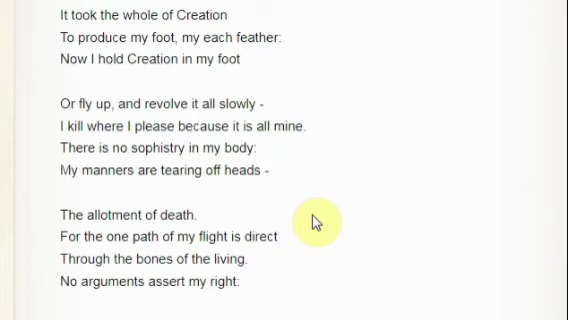 It took the whole of Creation
To produce my foot, my each feather:
Now I hold Creation in my foot
Or fly up, and revolve it all slowly -
I kill where I please because it is all mine.
There is no sophistry in my body:
My manners are tearing off heads -
The allotment of death.
For the one path of my flight is direct
Through the bones of the living.
No arguments assert my right: